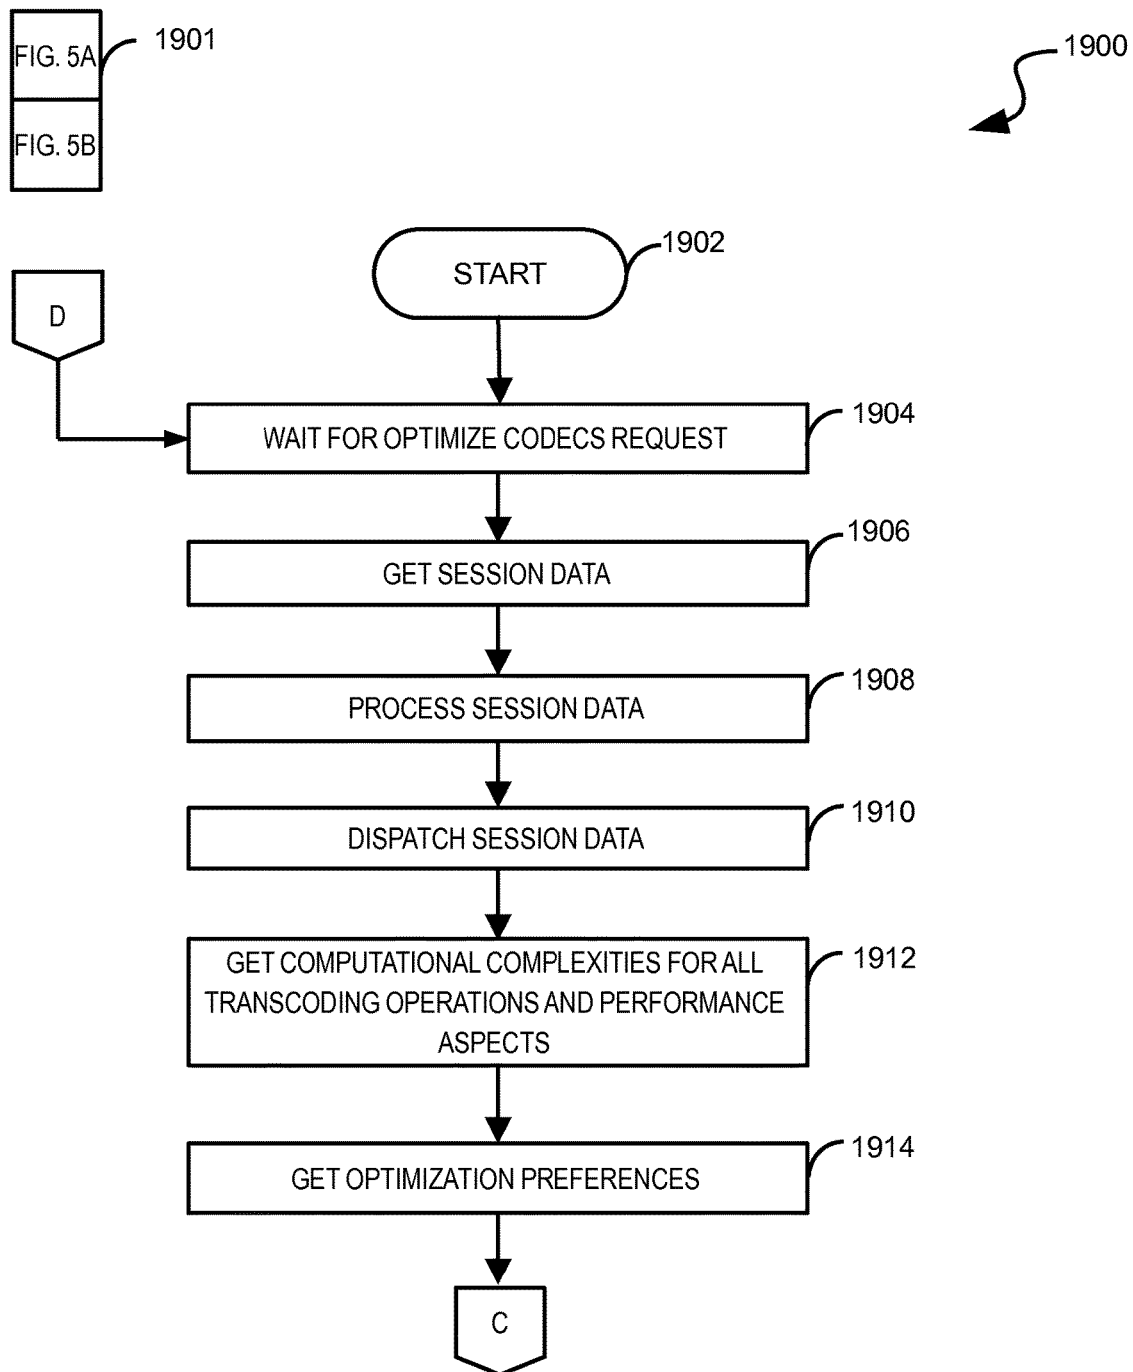 FIG. 5A
1901
1900
FIG. 5B
START
1902
D
WAIT FOR OPTIMIZE CODECS REQUEST
1904
GET SESSION DATA
1906
PROCESS SESSION DATA
1908
DISPATCH SESSION DATA
1910
GET COMPUTATIONAL COMPLEXITIES FOR ALL
TRANSCODING OPERATIONS AND PERFORMANCE
ASPECTS
1912
GET OPTIMIZATION PREFERENCES
1914
C